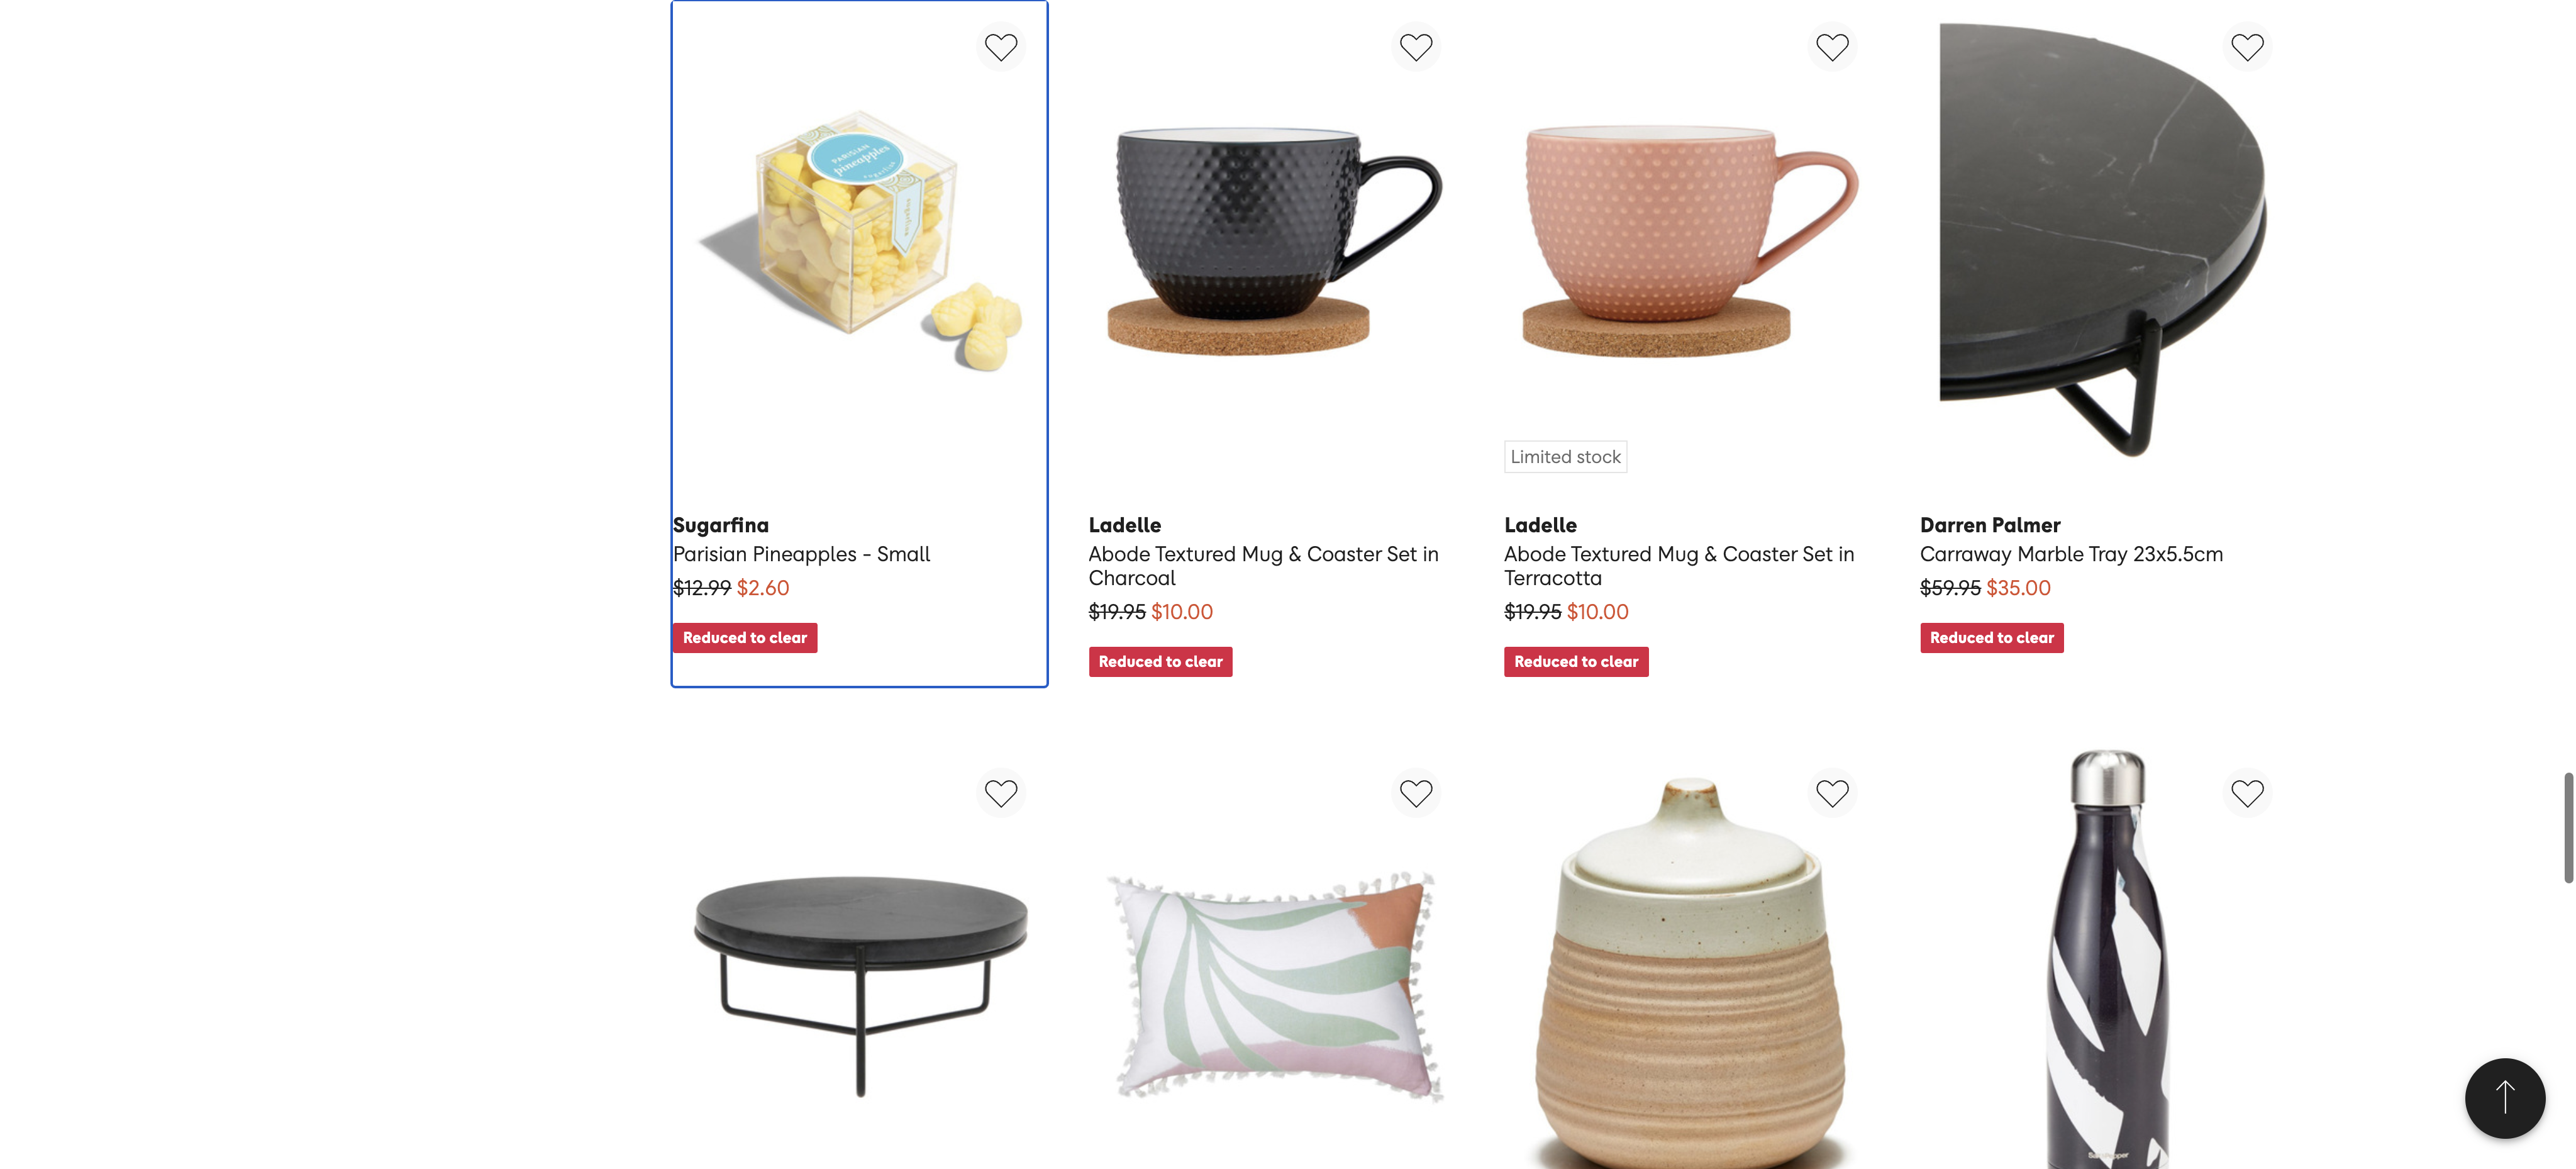 PARISIAN
pineapples
sugarfina
Limited stock
Sugarfina
Parisian Pineapples - Small
$12.99 $2.60
Reduced to clear
Ladelle
Abode Textured Mug & Coaster Set in
Charcoal
$19.95 $10.00
Reduced to clear
Ladelle
Abode Textured Mug & Coaster Set in
Terracotta
$19.95 $10.00
Reduced to clear
Darren Palmer
Carraway Marble Tray 23x5.5cm
$59.95 $35.00
Reduced to clear